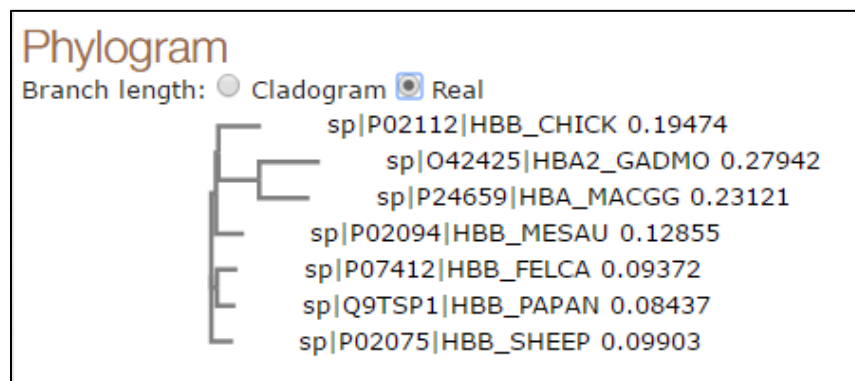 Phylogram
Branch length: Cladogram Real
sp|P02112|HBB_CHICK 0.19474
sp|O42425|HBA2_GADMO 0.27942
sp|P24659|HBA_MACGG 0.23121
sp|P02094|HBB_MESAU 0.12855
sp|P07412|HBB_FELCA 0.09372
sp|Q9TSP1|HBB_PAPAN 0.08437
sp|P02075|HBB_SHEEP 0.09903